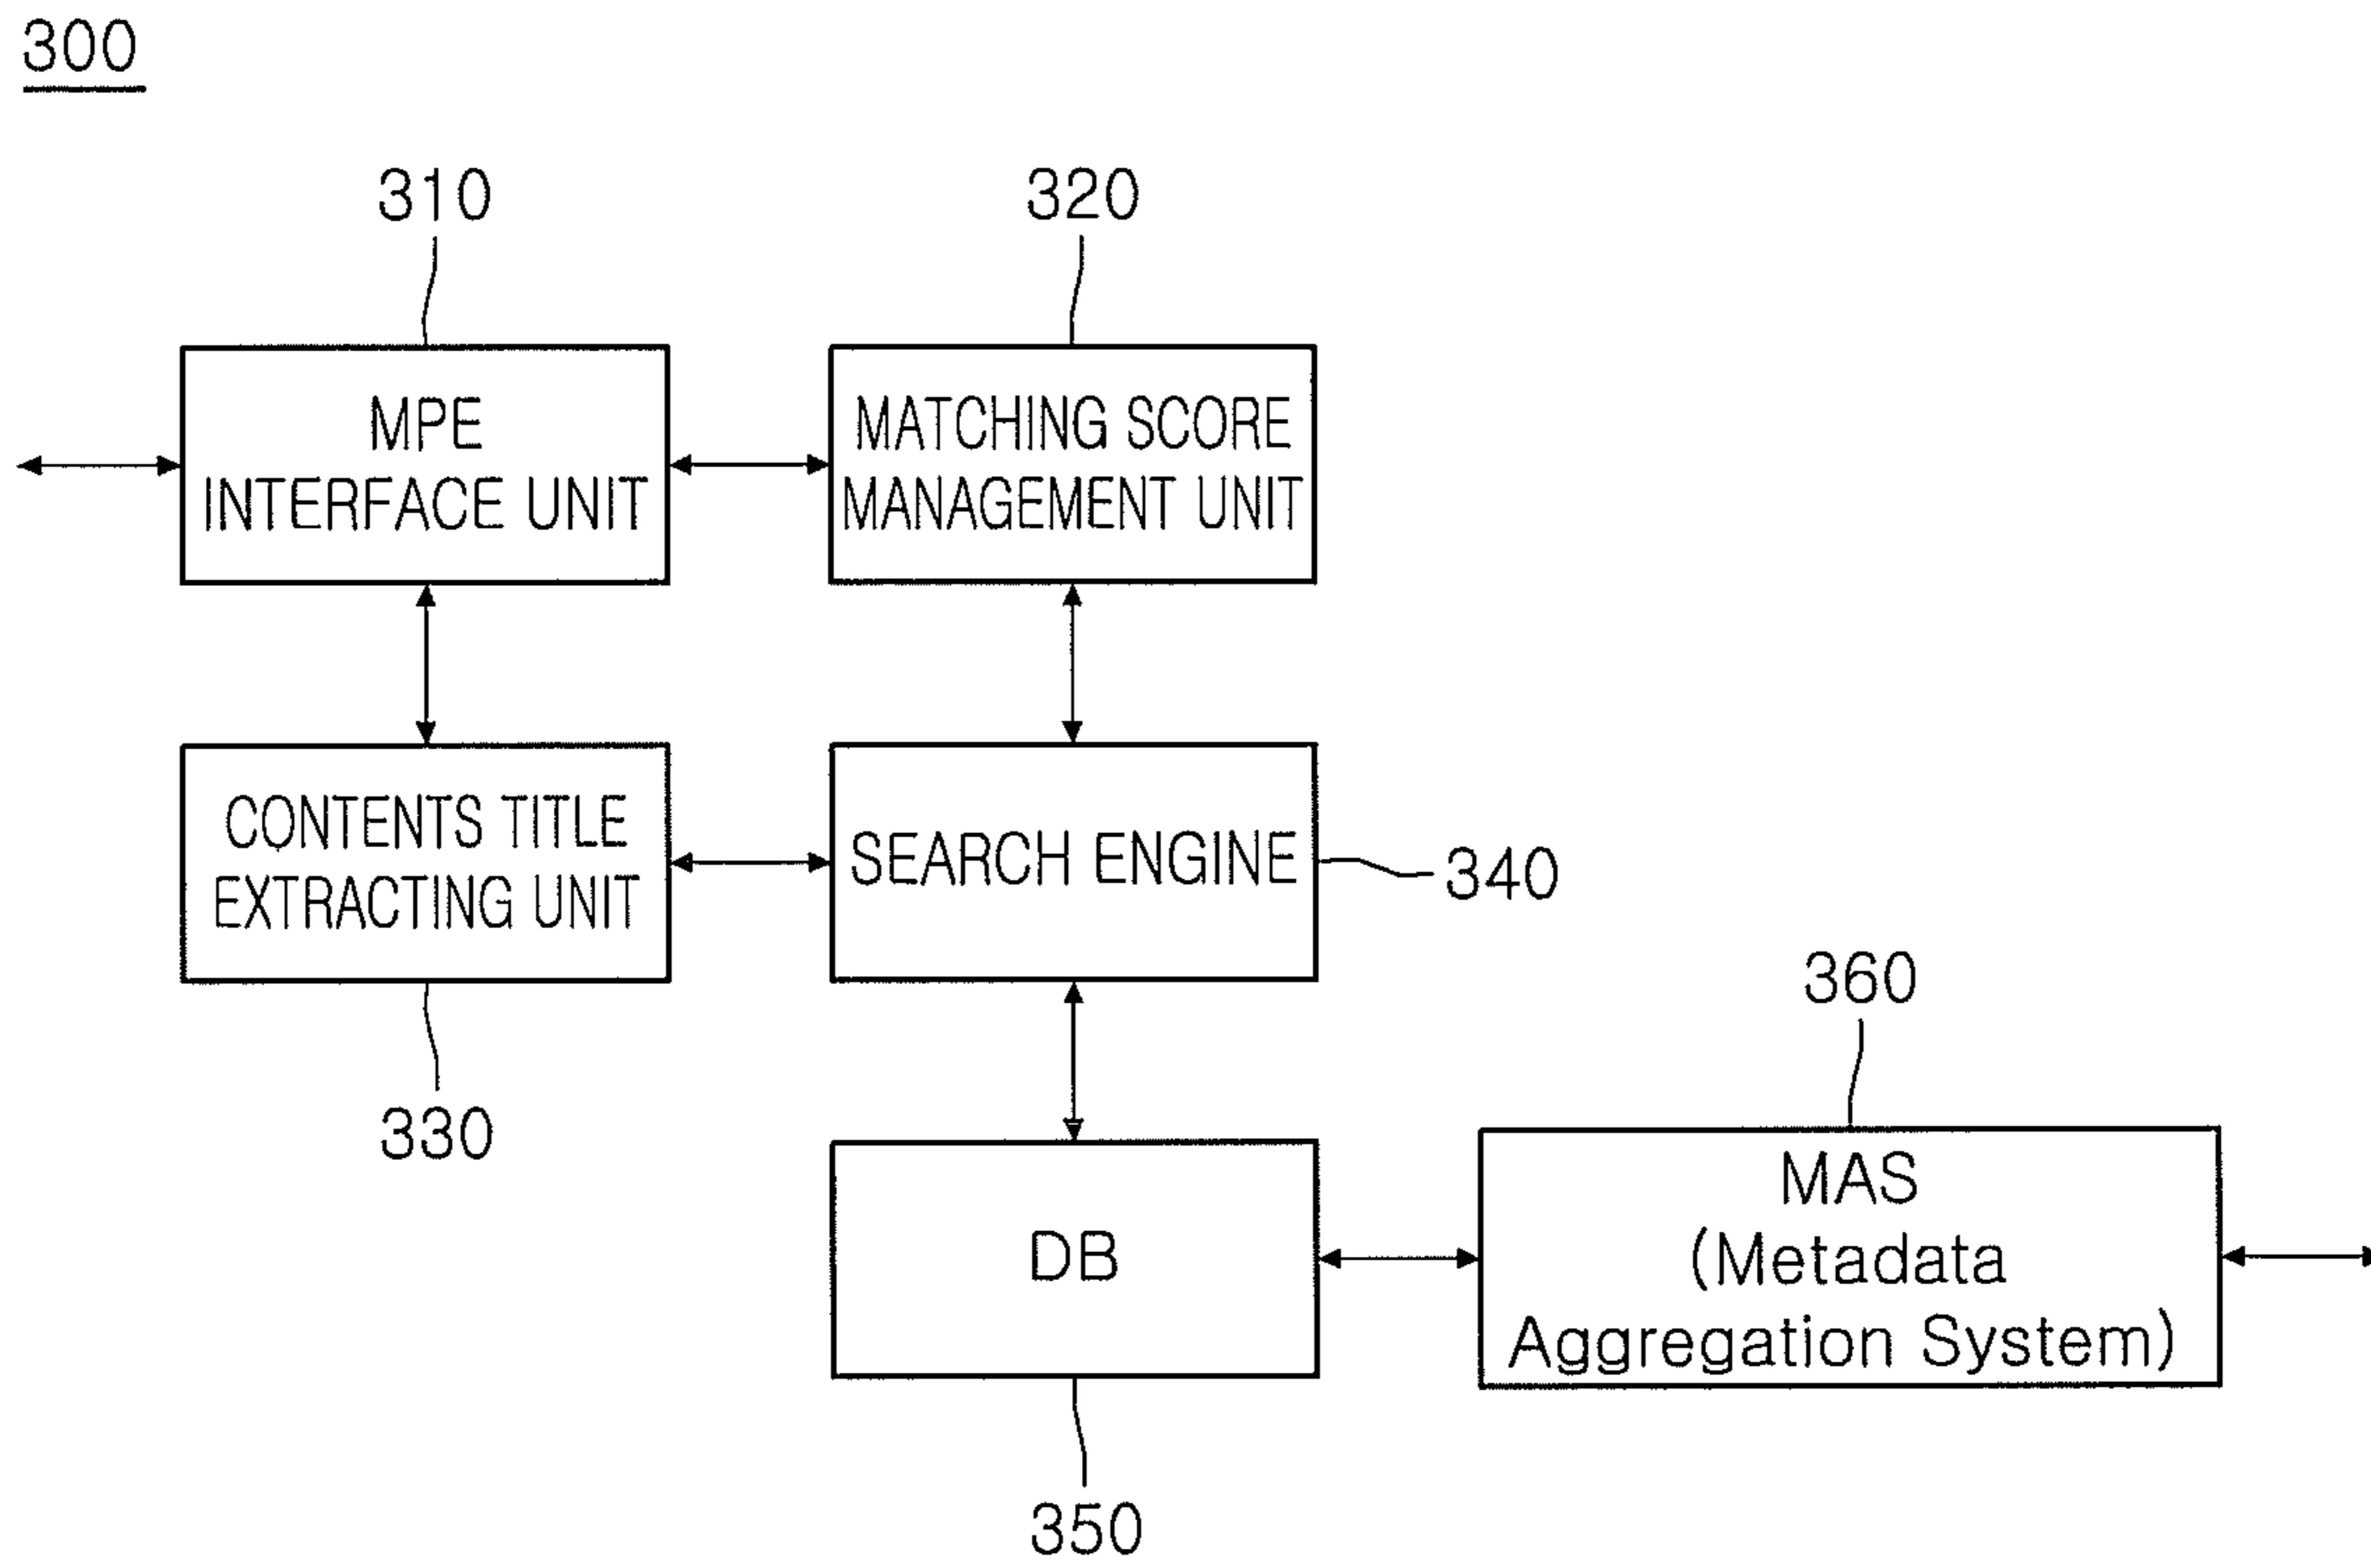 300
310
320
MPE
INTERFACE UNIT
MATCHING SCORE
MANAGEMENT UNIT
CONTENTS TITLE
EXTRACTING UNIT
SEARCH ENGINE
340
330
360
DB
MAS
(Metadata
Aggregation System)
350